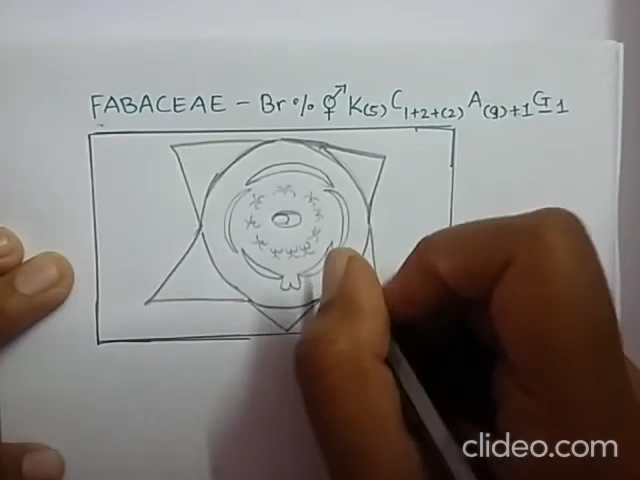 FABACEAE - Br % ⚥ K(5) C1+2+(2) A(9)+1 G1
clideo.com